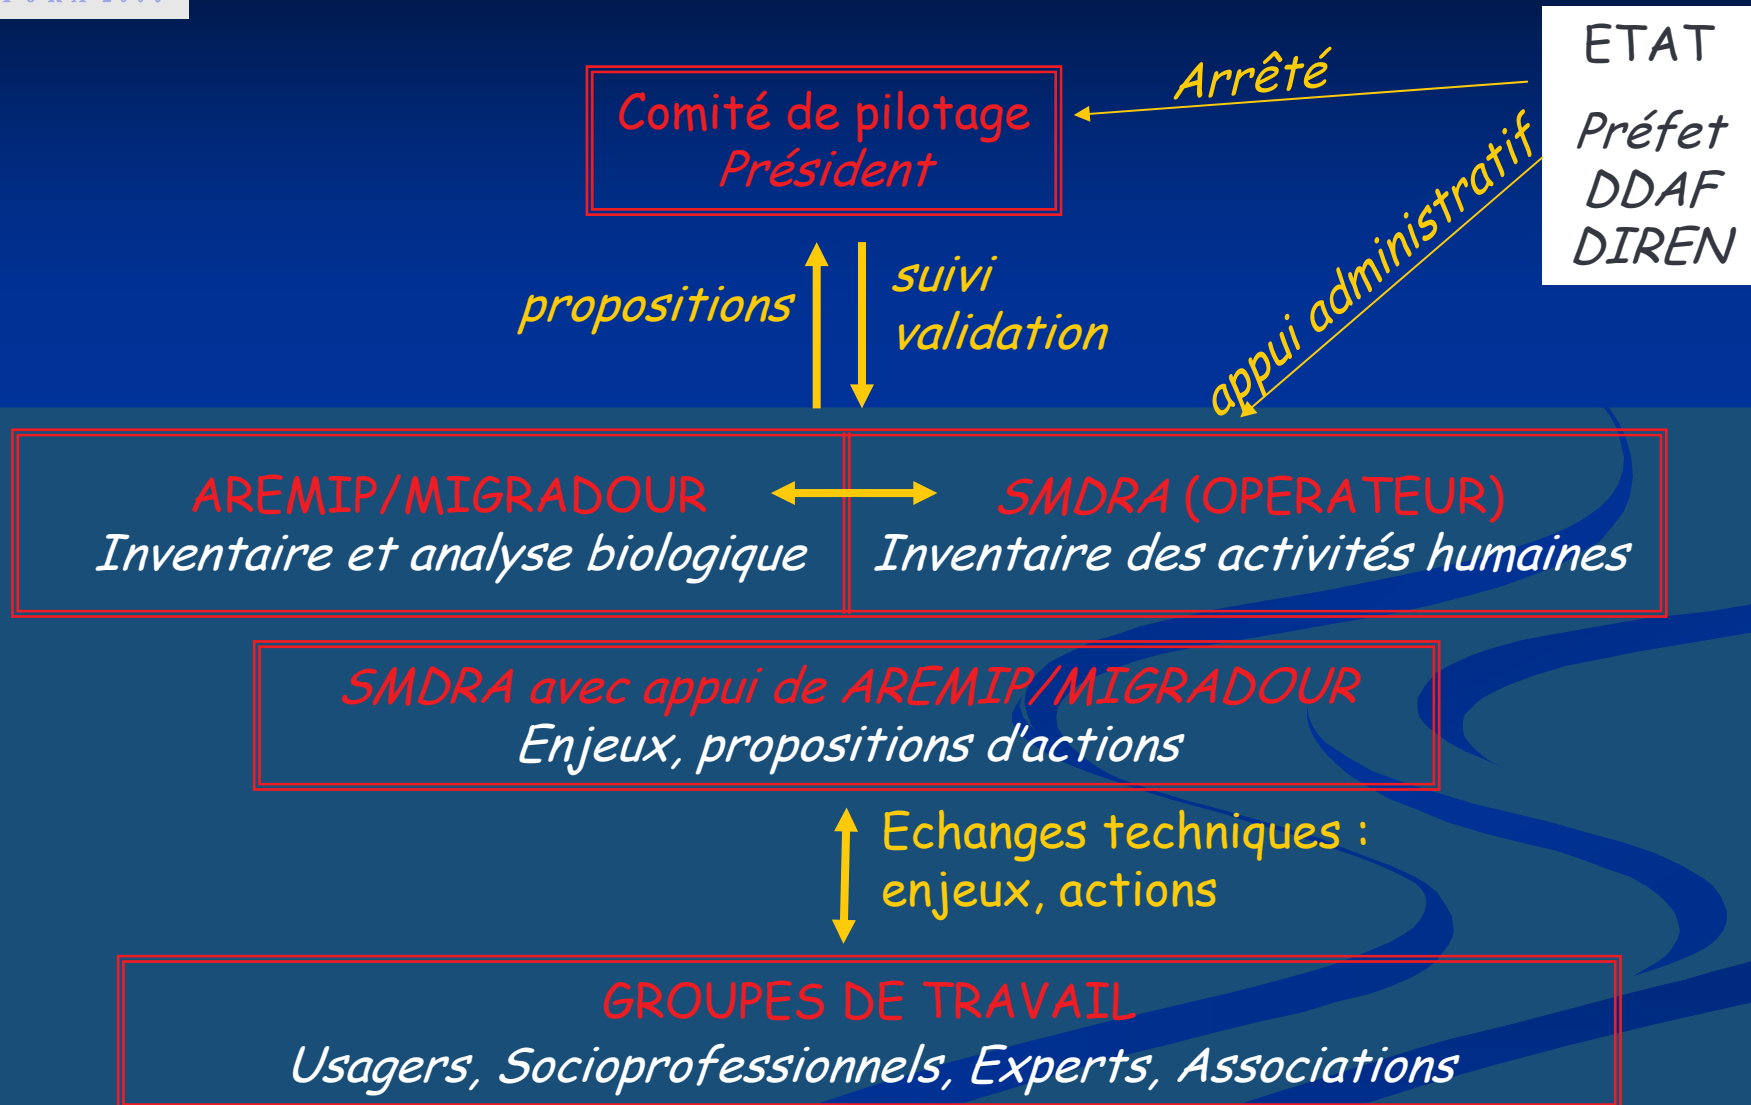 Comité de pilotage
Président
Arrêté
ETAT
Préfet
DDAF
DIREN
appui administratif
propositions
suivi
validation
AREMIP/MIGRADOUR
Inventaire et analyse biologique
SMDRA (OPERATEUR)
Inventaire des activités humaines
SMDRA avec appui de AREMIP/MIGRADOUR
Enjeux, propositions d'actions
Echanges techniques :
enjeux, actions
GROUPES DE TRAVAIL
Usagers, Socioprofessionnels, Experts, Associations